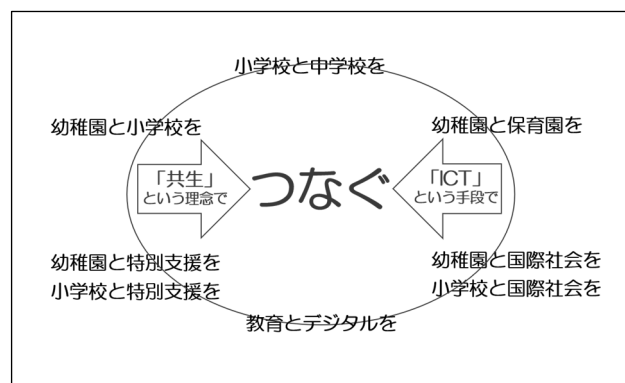 小学校と中学校を
幼稚園と小学校を
幼稚園と保育園を
「共生」
という理念で
つなぐ
「ICT」
という手段で
幼稚園と特別支援を
小学校と特別支援を
幼稚園と国際社会を
小学校と国際社会を
教育とデジタルを